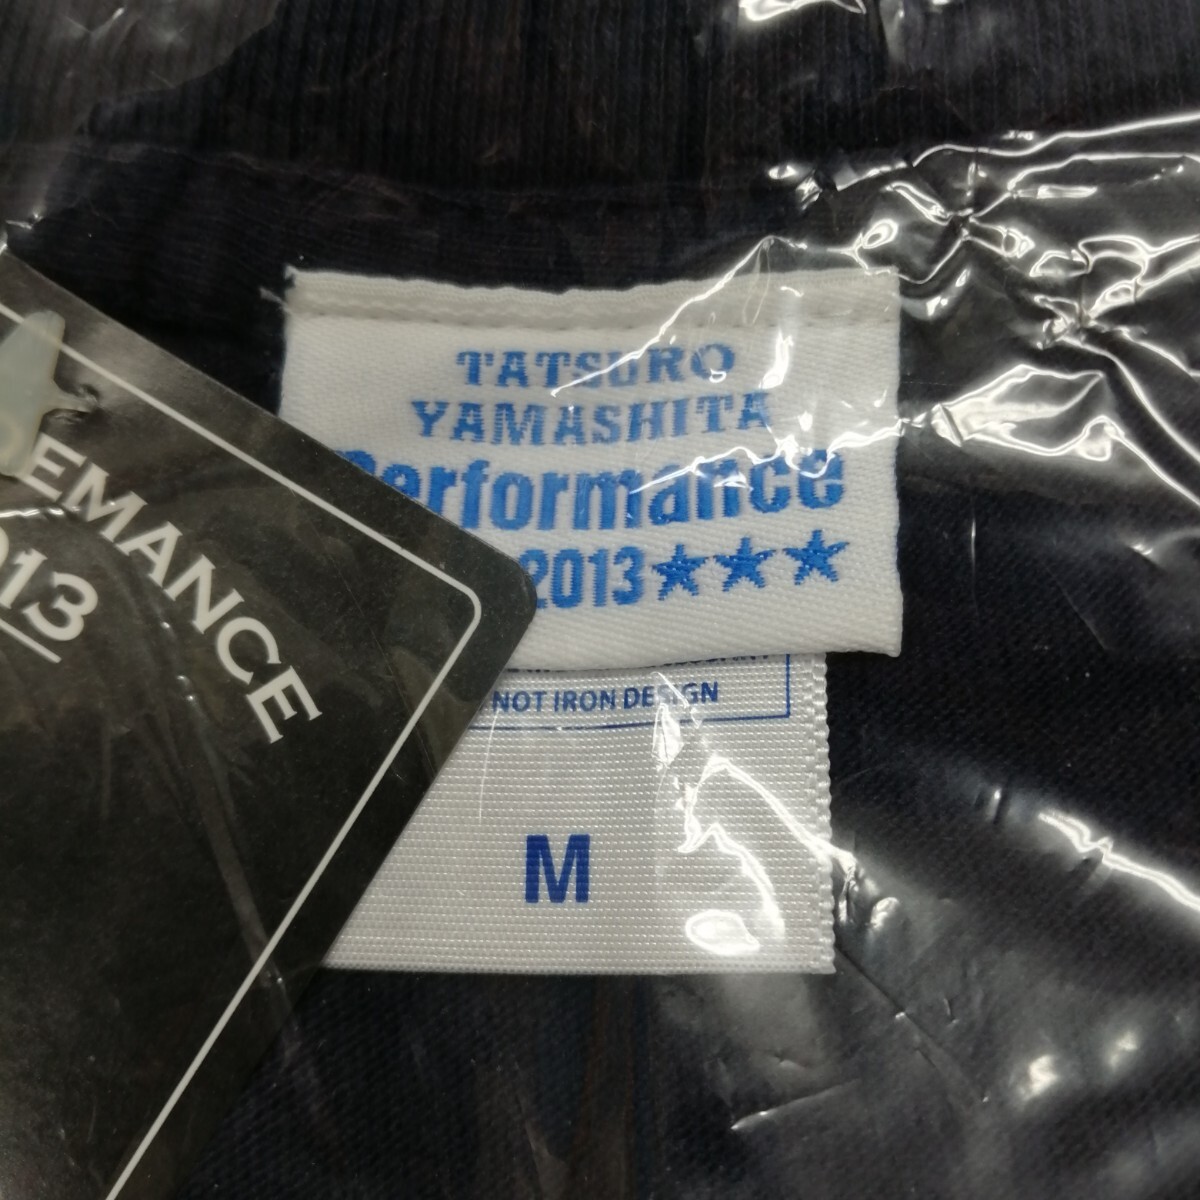 TATSURO
YAMASHITA
Performance
2013★★★
NOT IRON DESIGN
M
EMANCE
013